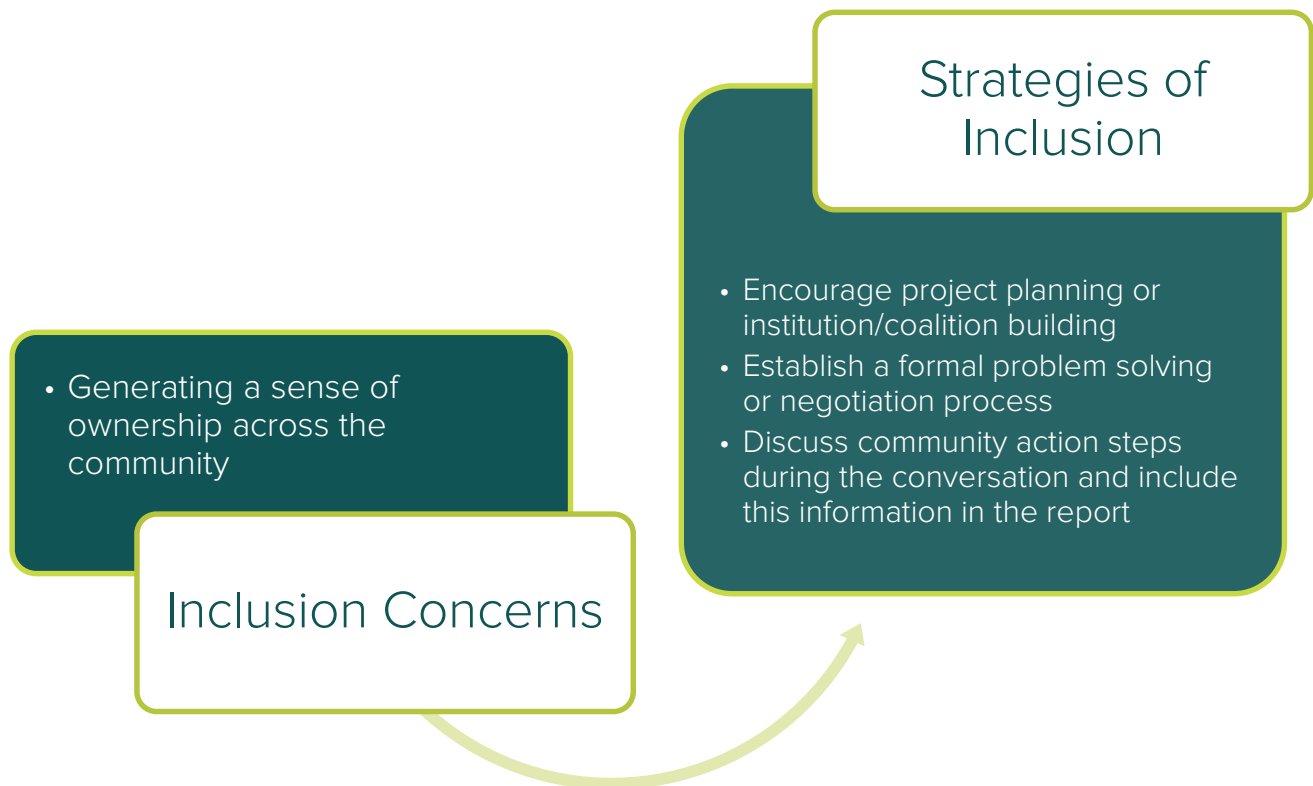 • Generating a sense of
ownership across the
community
Inclusion Concerns
Strategies of
Inclusion
• Encourage project planning or
institution/coalition building
• Establish a formal problem solving
or negotiation process
• Discuss community action steps
during the conversation and include
this information in the report